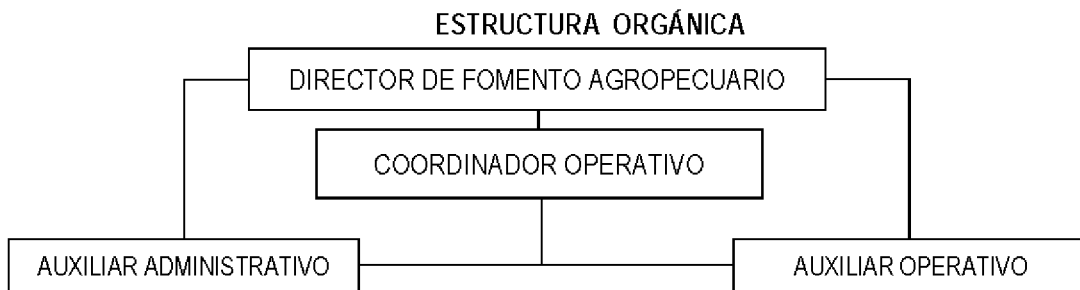 ESTRUCTURA ORGÁNICA
DIRECTOR DE FOMENTO AGROPECUARIO
COORDINADOR OPERATIVO
AUXILIAR ADMINISTRATIVO
AUXILIAR OPERATIVO